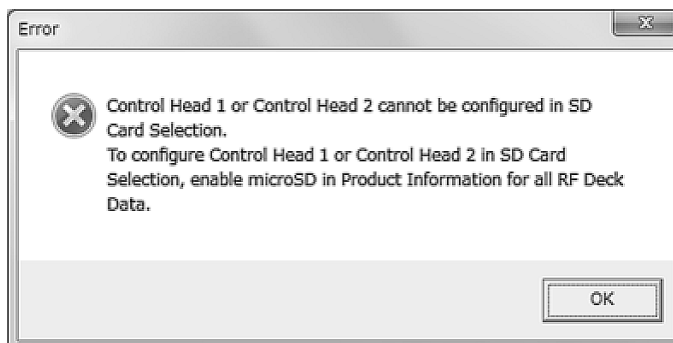 Error
Control Head 1 or Control Head 2 cannot be configured in SD
Card Selection.
To configure Control Head 1 or Control Head 2 in SD Card
Selection, enable microSD in Product Information for all RF Deck
Data.
OK